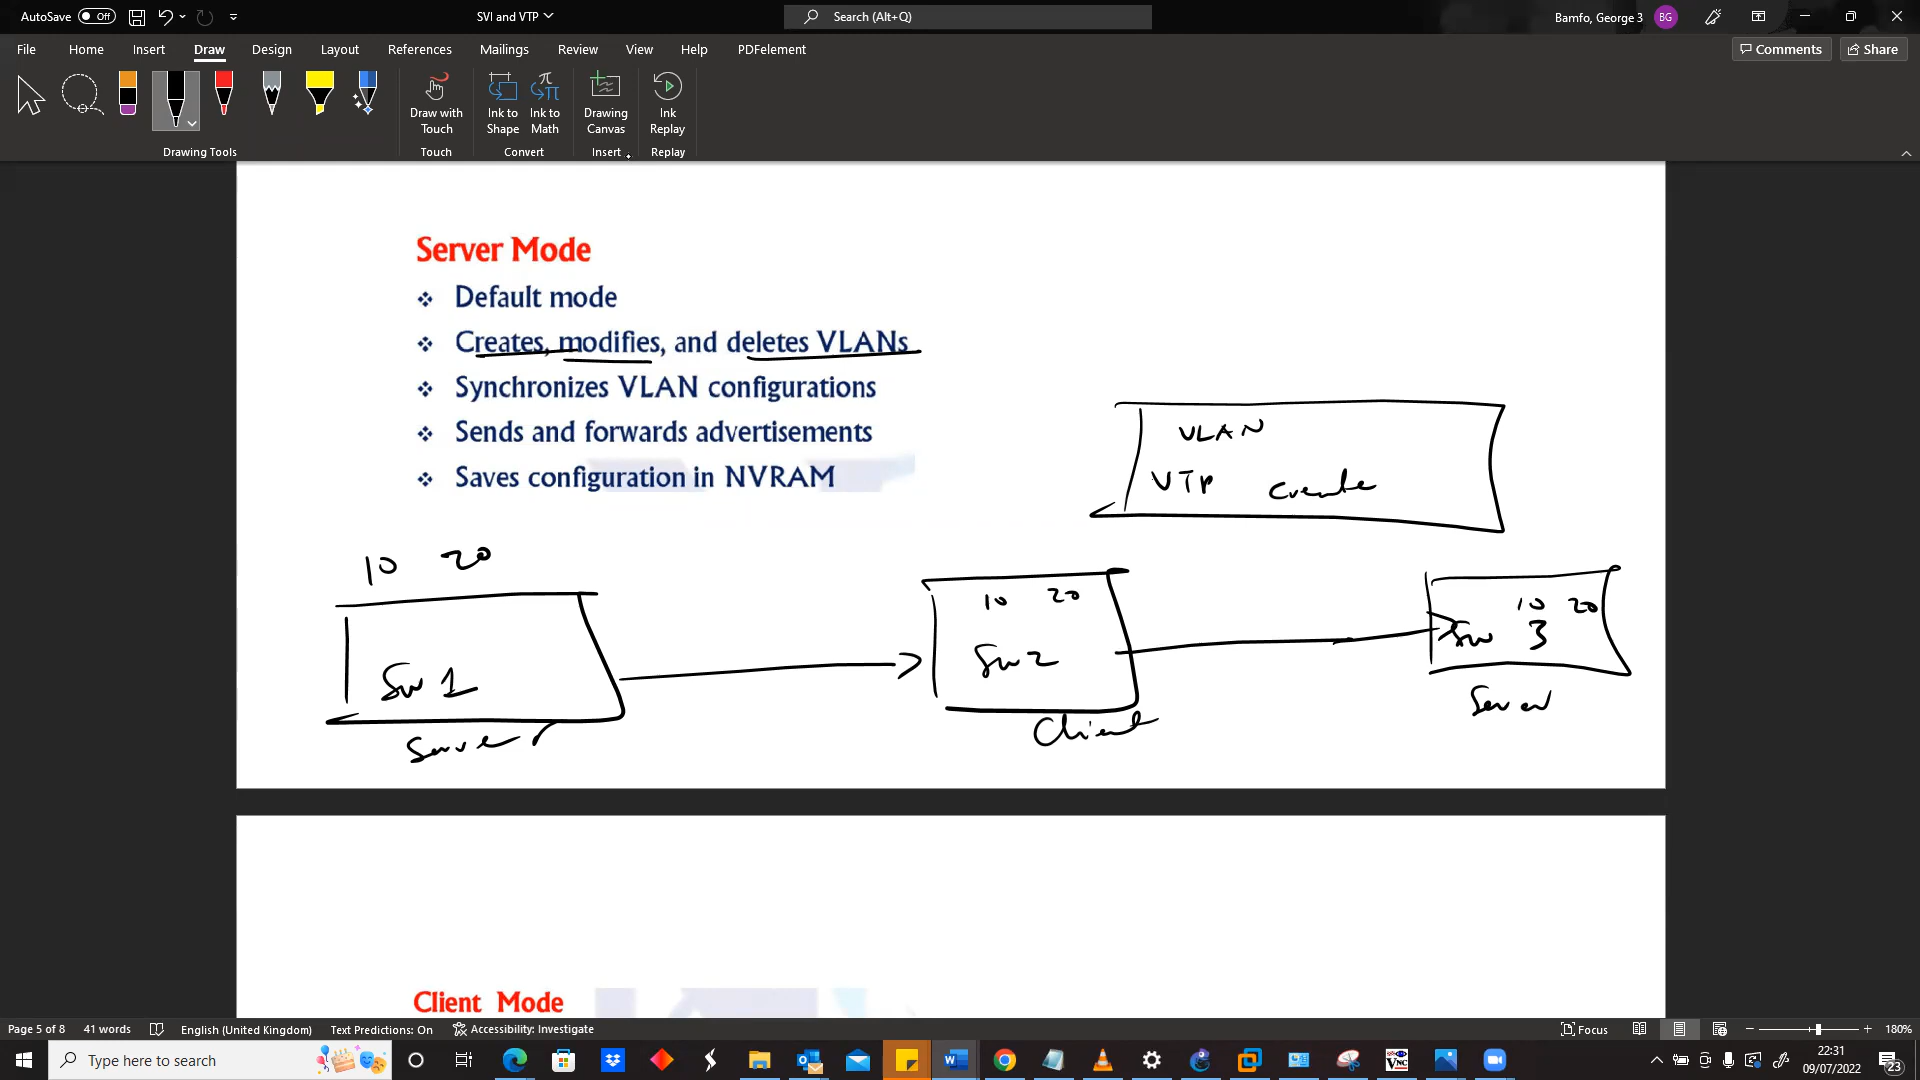 AutoSave Off SVI and VTP Search (Alt+Q) Bamfo, George 3 BG
File Home Insert Draw Design Layout References Mailings Review View Help PDFelement Comments Share
Draw with Touch Ink to Shape Ink to Math Drawing Canvas Ink Replay
Drawing Tools Touch Convert Insert Replay
Server Mode
❖ Default mode
❖ Creates, modifies, and deletes VLANs
❖ Synchronizes VLAN configurations
❖ Sends and forwards advertisements
❖ Saves configuration in NVRAM
VLAN
VTP create
10 20
Sw 1
Server
10 20
Sw 2
Client
10 20
Sw 3
Server
Client Mode
Page 5 of 8 41 words English (United Kingdom) Text Predictions: On Accessibility: Investigate Focus 180%
Type here to search
22:31
09/07/2022
23